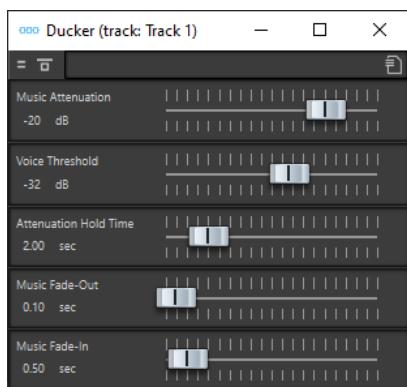 Ducker (track: Track 1)
Music Attenuation
-20 dB
Voice Threshold
-32 dB
Attenuation Hold Time
2.00 sec
Music Fade-Out
0.10 sec
Music Fade-In
0.50 sec